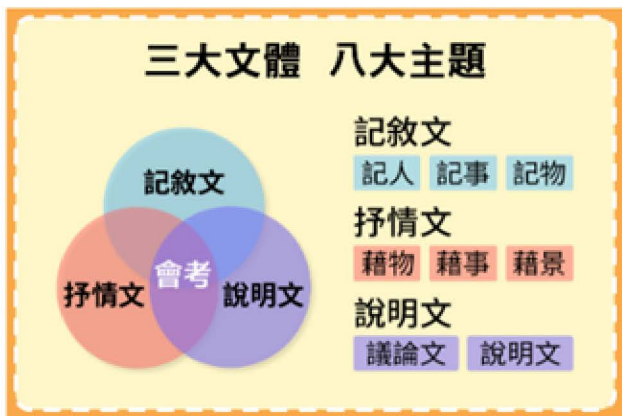 三大文體 八大主題
記敘文
抒情文
會考
說明文
記敘文
記人 記事 記物
抒情文
藉物 藉事 藉景
說明文
議論文 說明文